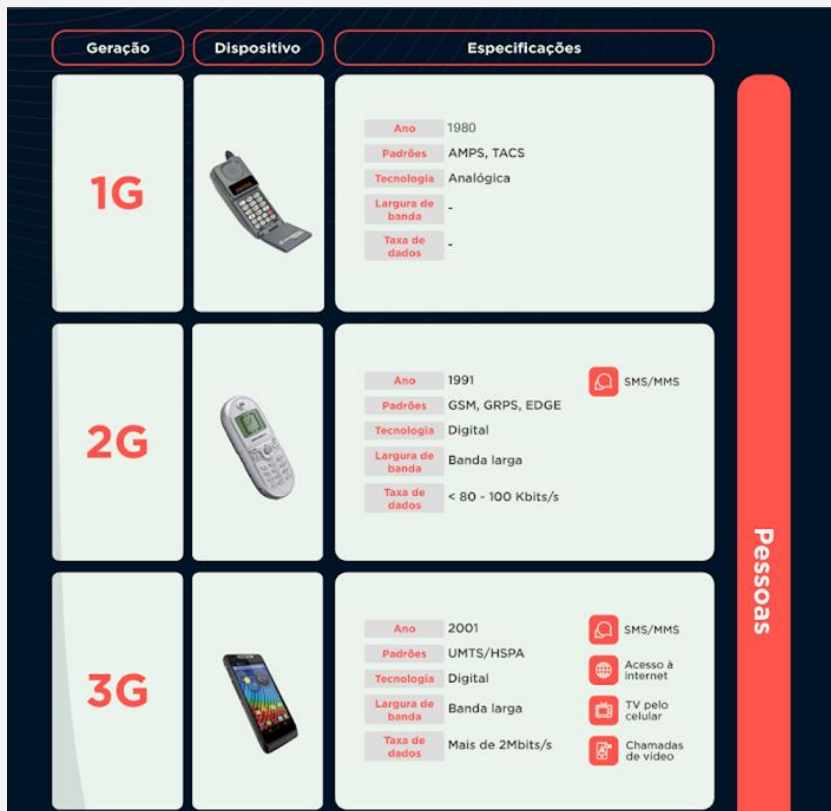 Geração
Dispositivo
Especificações
1G
Ano
1980
Padrões
AMPS, TACS
Tecnologia
Analógica
Largura de
banda
-
Taxa de
dados
-
2G
Ano
1991
Padrões
GSM, GRPS, EDGE
Tecnologia
Digital
Largura de
banda
Banda larga
Taxa de
dados
< 80 - 100 Kbits/s
SMS/MMS
3G
Ano
2001
Padrões
UMTS/HSPA
Tecnologia
Digital
Largura de
banda
Banda larga
Taxa de
dados
Mais de 2Mbits/s
SMS/MMS
Acesso à
internet
TV pelo
celular
Chamadas
de vídeo
Pessoas